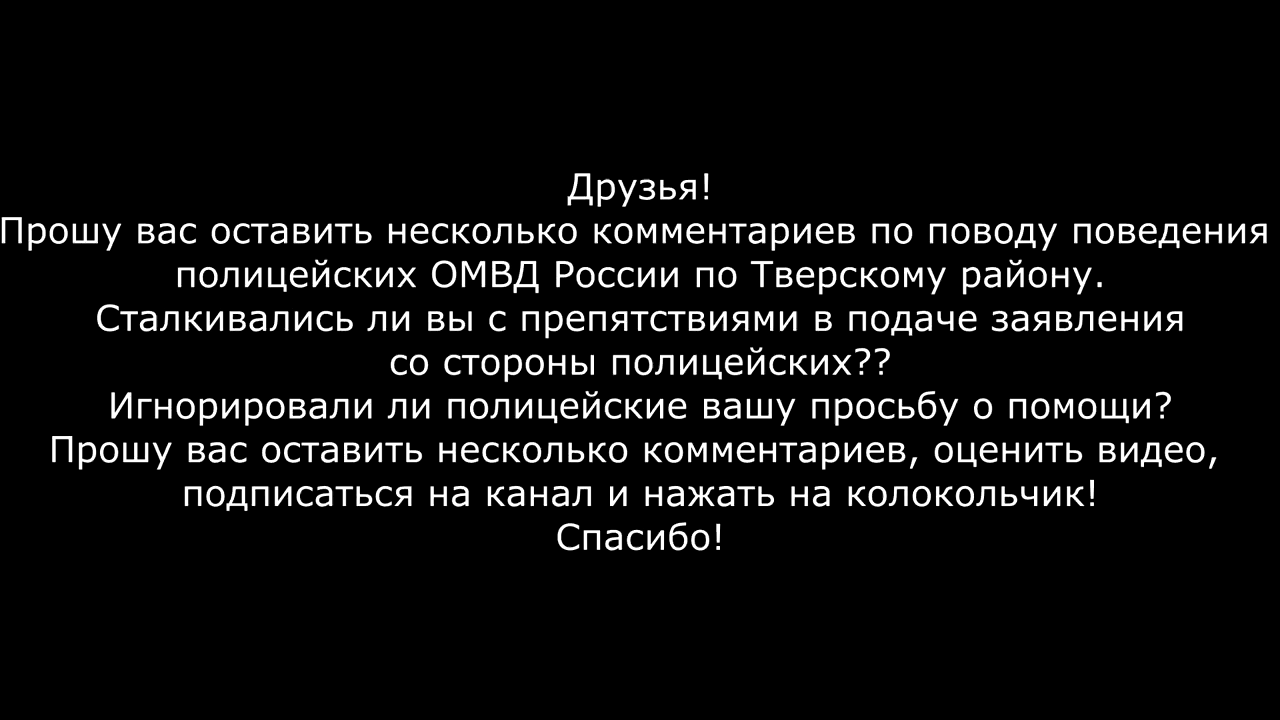 Друзья!
Прошу вас оставить несколько комментариев по поводу поведения
полицейских ОМВД России по Тверскому району.
Сталкивались ли вы с препятствиями в подаче заявления
со стороны полицейских??
Игнорировали ли полицейские вашу просьбу о помощи?
Прошу вас оставить несколько комментариев, оценить видео,
подписаться на канал и нажать на колокольчик!
Спасибо!